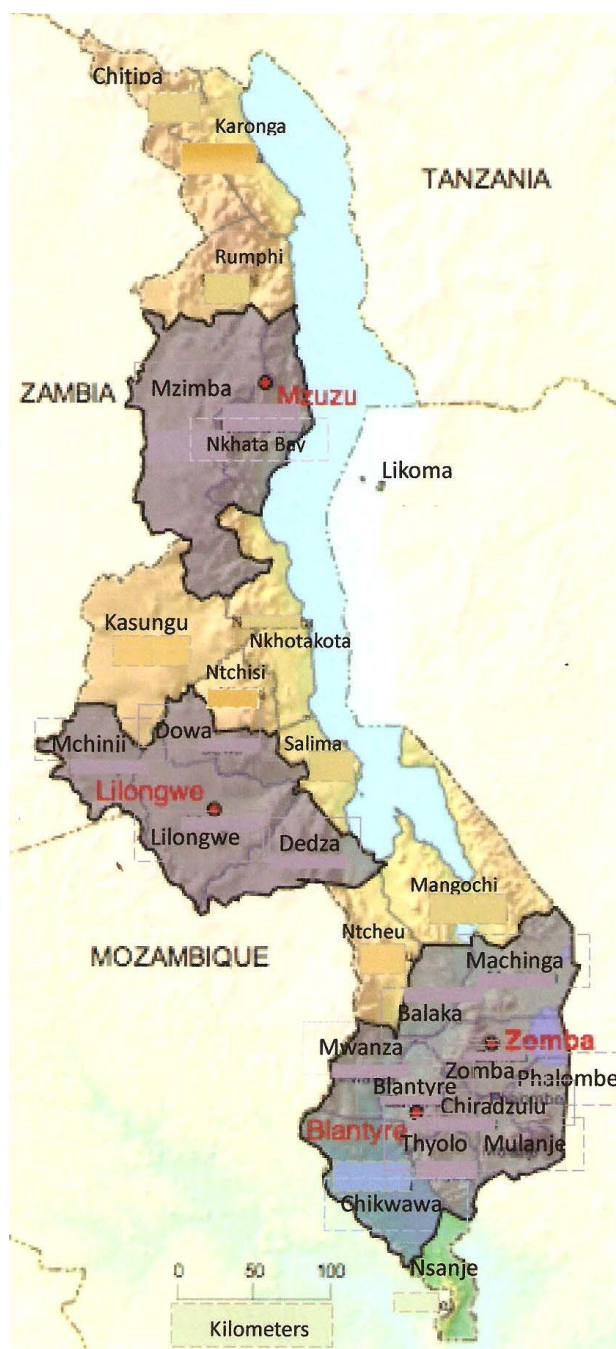 Chitipa
Karonga
TANZANIA
Rumphi
ZAMBIA
Mzimba
Mzuzu
Nkhata Bay
Likoma
Kasungu
Nkhotakota
Ntchisi
Mchinii
Dowa
Salima
Lilongwe
Lilongwe
Dedza
Mangochi
Ntcheu
MOZAMBIQUE
Machinga
Balaka
Zomba
Mwanza
Zomba
Phalombe
Blantyre
Chiradzulu
Blantyre
Thyolo
Mulanje
Chikwawa
Nsanje
0 50 100
Kilometers